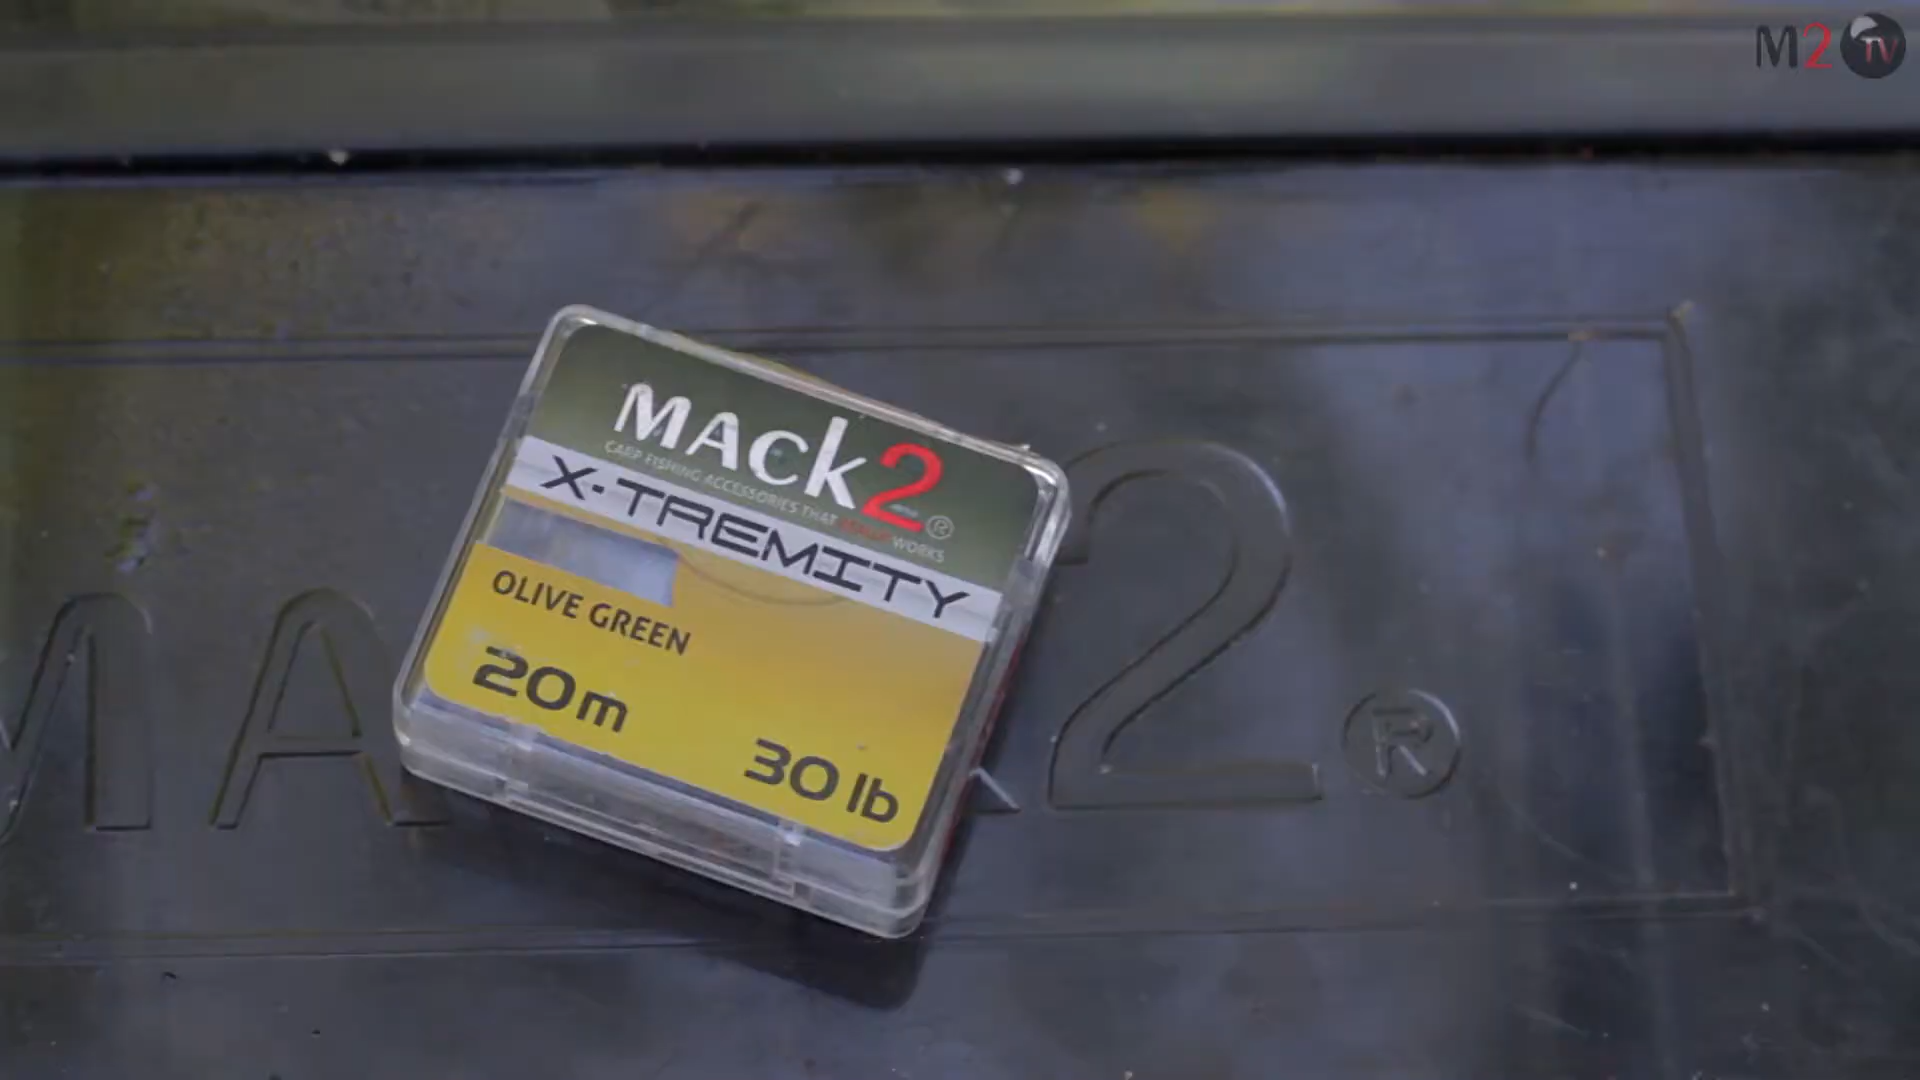 M2 TV
MAck2®
CARP FISHING ACCESSORIES THAT REALLY WORKS
X-TREMITY
OLIVE GREEN
20m
30 lb
MA
2®